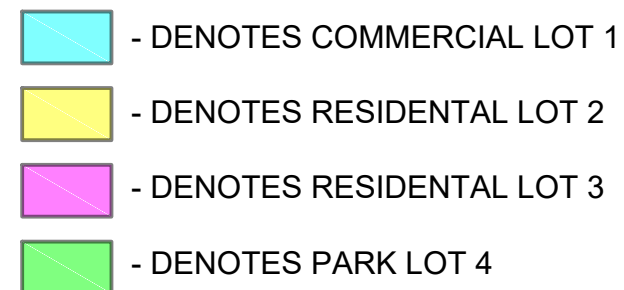 - DENOTES COMMERCIAL LOT 1
- DENOTES RESIDENTAL LOT 2
- DENOTES RESIDENTAL LOT 3
- DENOTES PARK LOT 4